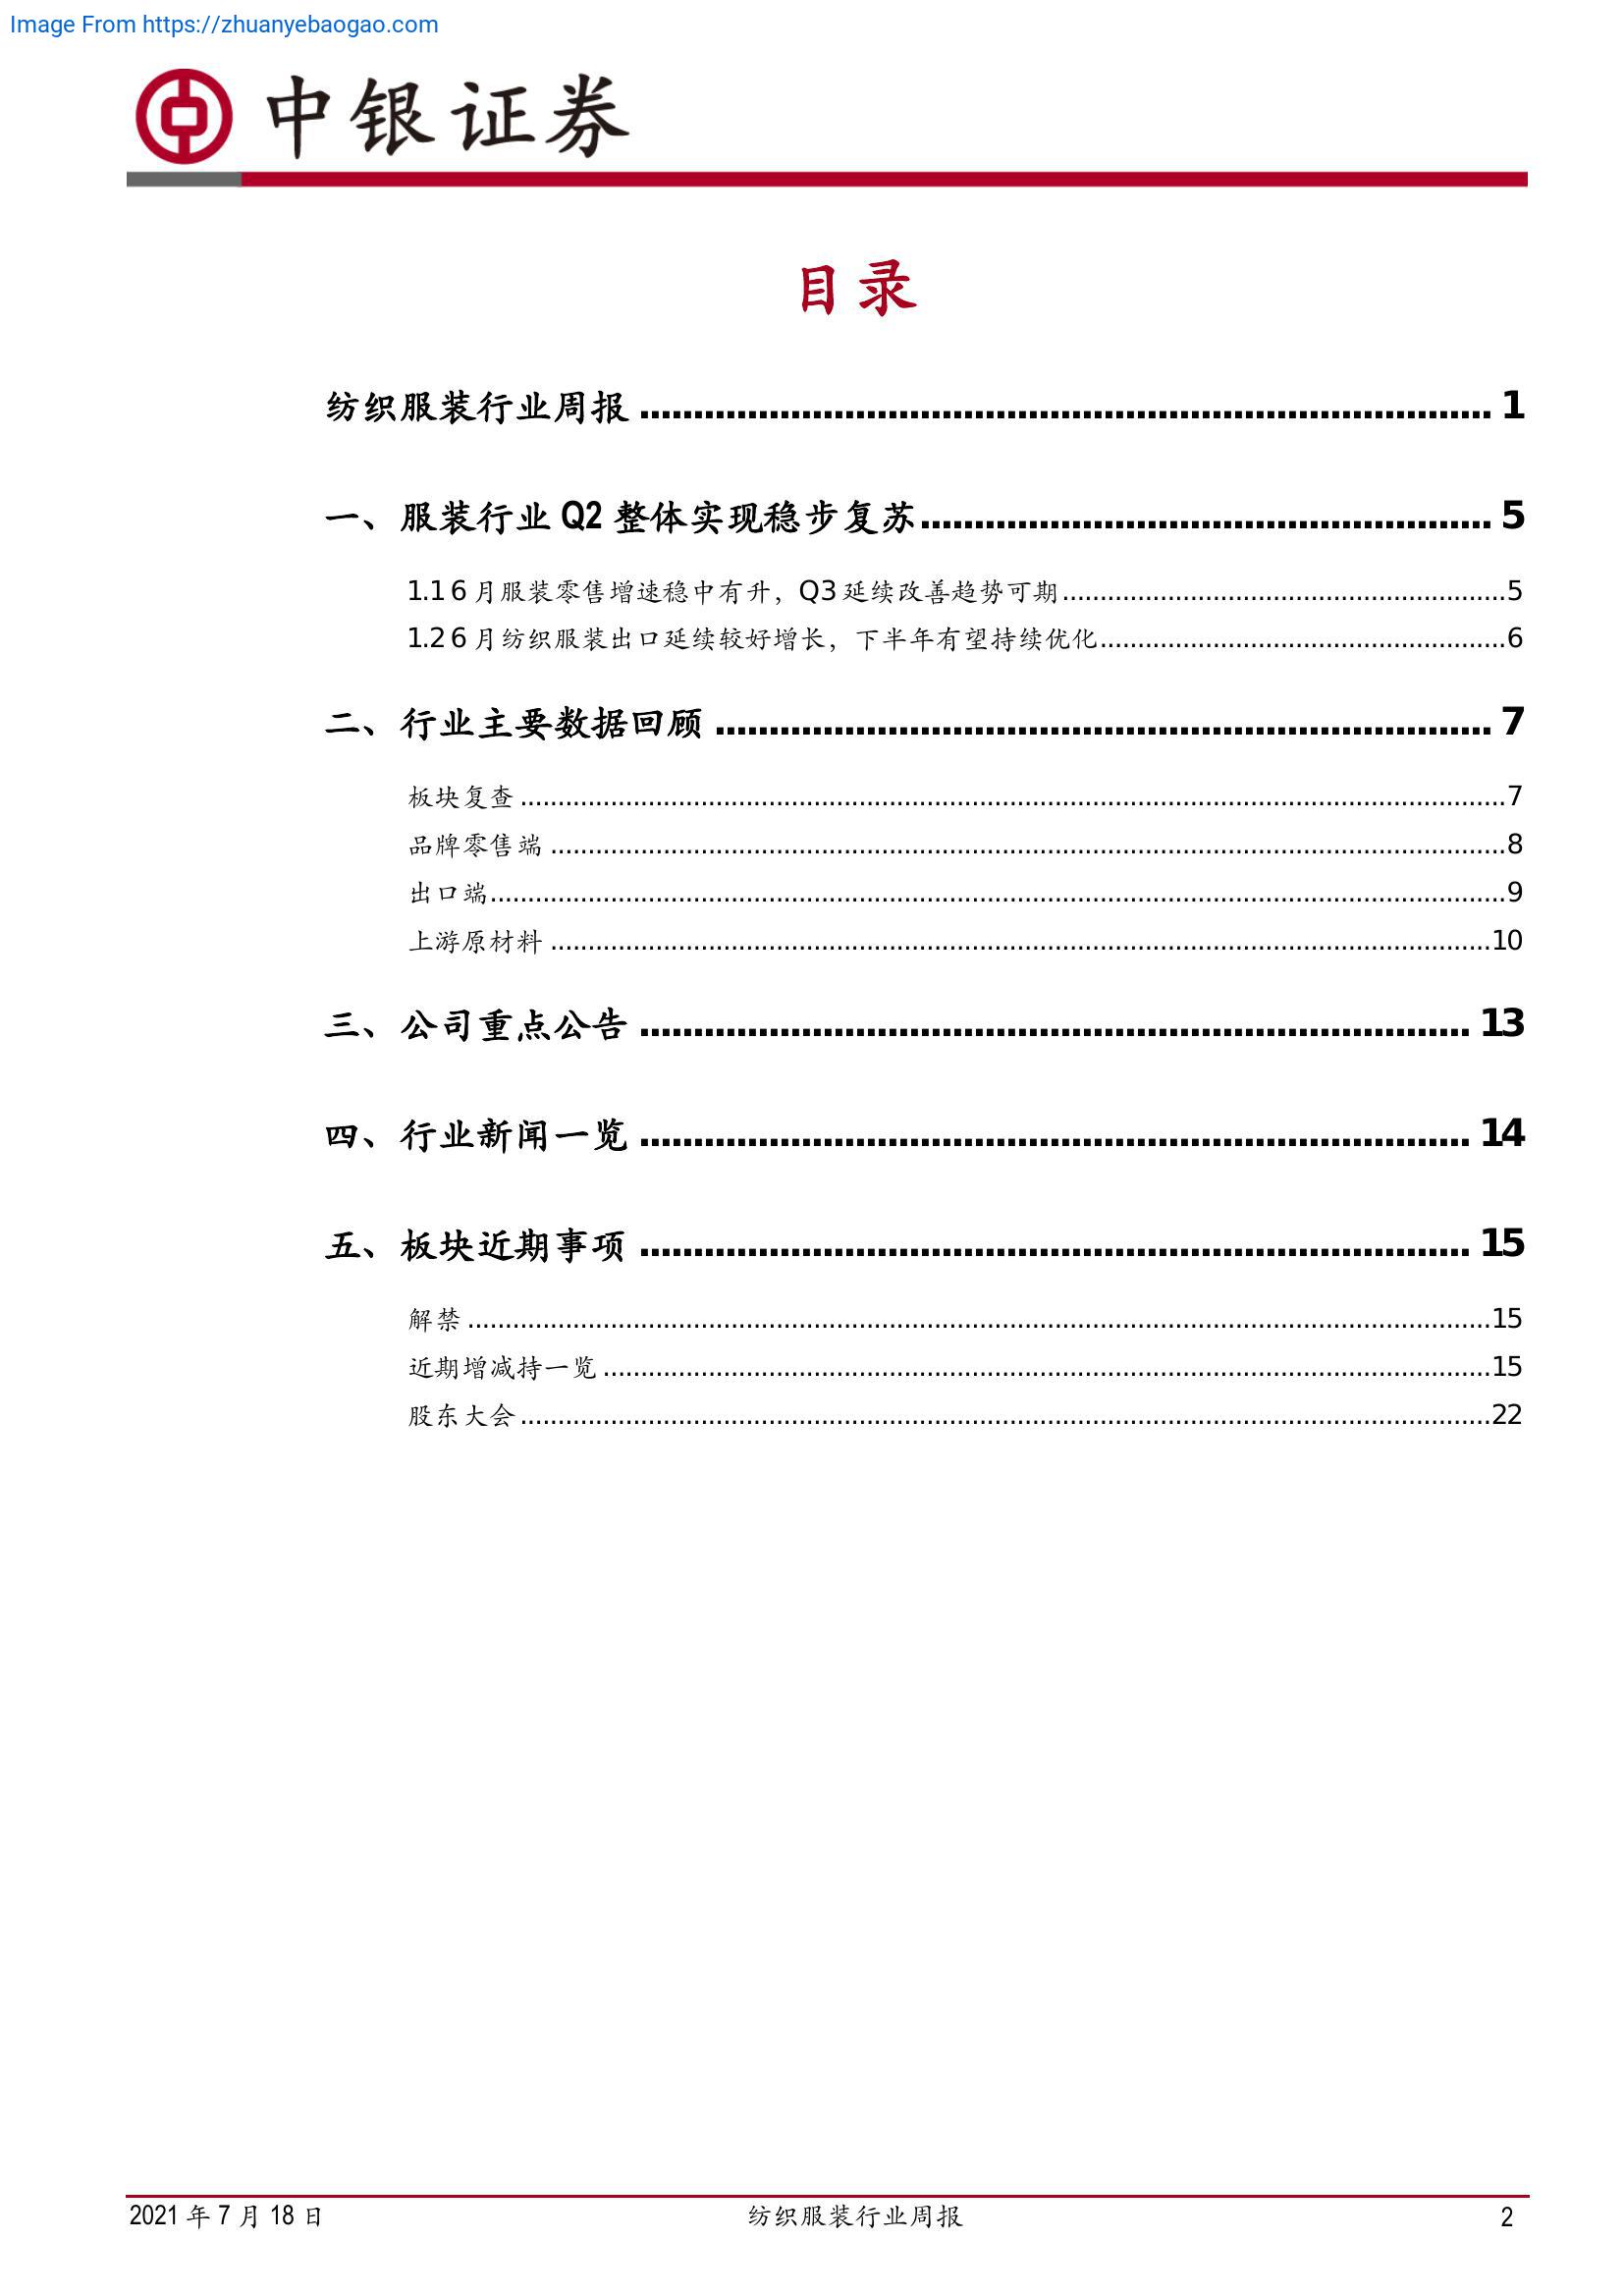 Image From https://zhuanyebaogao.com
中银证券
目录
纺织服装行业周报 ........................................ 1
一、服装行业 Q2 整体实现稳步复苏 ........................................ 5
1.1 6 月服装零售增速稳中有升，Q3 延续改善趋势可期 ........................................ 5
1.2 6 月纺织服装出口延续较好增长，下半年有望持续优化 ........................................ 6
二、行业主要数据回顾 ........................................ 7
板块复查 ........................................ 7
品牌零售端 ........................................ 8
出口端 ........................................ 9
上游原材料 ........................................ 10
三、公司重点公告 ........................................ 13
四、行业新闻一览 ........................................ 14
五、板块近期事项 ........................................ 15
解禁 ........................................ 15
近期增减持一览 ........................................ 15
股东大会 ........................................ 22
2021 年 7 月 18 日 纺织服装行业周报 2